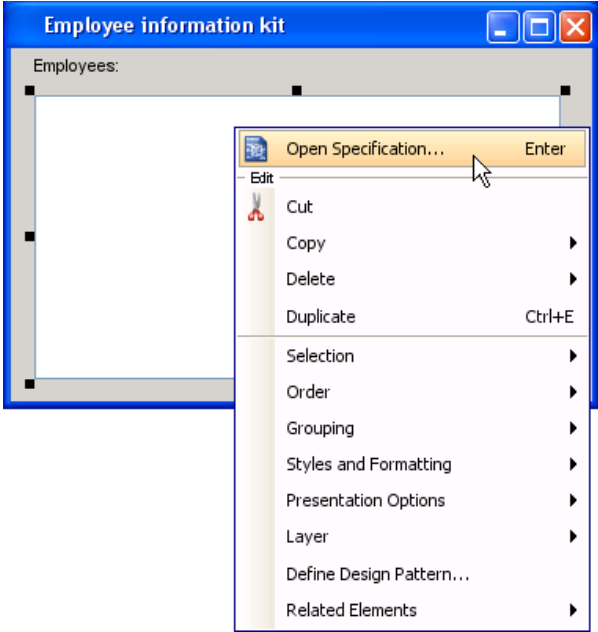 Employee information kit
Employees:
Open Specification... Enter
Edit
Cut
Copy
Delete
Duplicate Ctrl+E
Selection
Order
Grouping
Styles and Formatting
Presentation Options
Layer
Define Design Pattern...
Related Elements